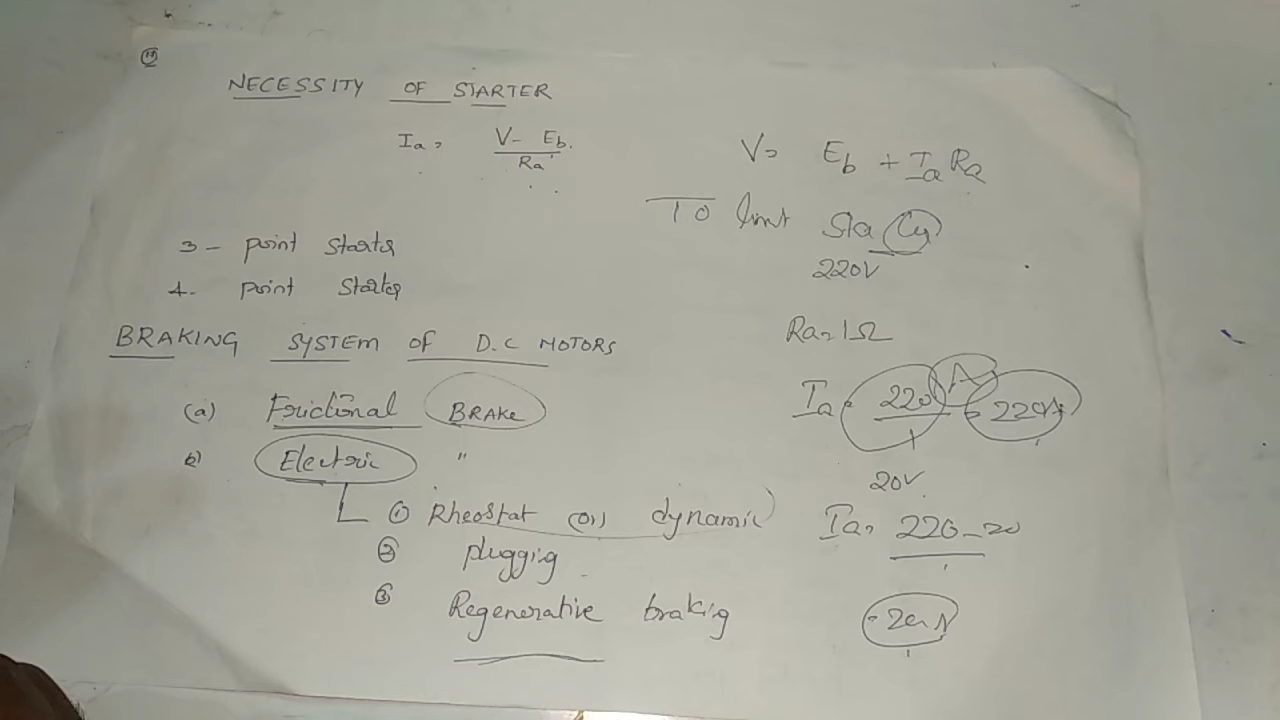 NECESSITY OF STARTER
Ia = V - Eb / Ra
V = Eb + Ia Ra
To limit Sta Cy
220V
3 - point starter
4. point starter
BRAKING SYSTEM OF D.C MOTORS
Ra = 1Ω
(a) Frictional BRAKE
Ia = 220 / 1 = 220A
b) Electric "
20V
① Rheostat (or) dynamic
Ia = 220 - 20
② plugging
③ Regenerative braking